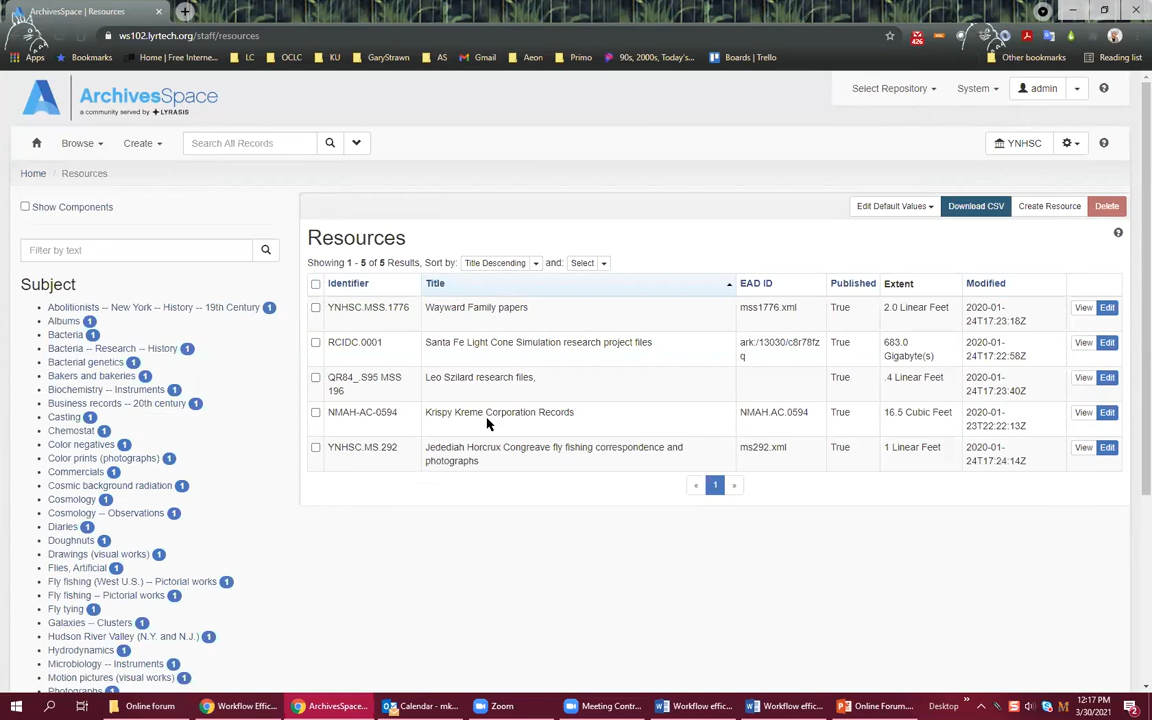 ArchivesSpace | Resources
ws102.lyrtech.org/staff/resources
426
Apps Bookmarks Home | Free Interne... LC OCLC KU GaryStrawn AS Gmail Aeon Primo 90s, 2000s, Today's... Boards | Trello Other bookmarks Reading list
ArchivesSpace
a community served by LYRASIS
Select Repository System admin
Browse Create Search All Records YNHSC
Home Resources
Show Components
Edit Default Values Download CSV Create Resource Delete
Filter by text
Resources
Showing 1 - 5 of 5 Results, Sort by: Title Descending and: Select
Identifier Title EAD ID Published Extent Modified
YNHSC.MSS.1776 Wayward Family papers mss1776.xml True 2.0 Linear Feet 2020-01-
24T17:23:18Z View Edit
RCIDC.0001 Santa Fe Light Cone Simulation research project files ark:/13030/c8r78fz
q True 683.0
Gigabyte(s) 2020-01-
24T17:22:58Z View Edit
QR84_.S95 MSS
196 Leo Szilard research files, True .4 Linear Feet 2020-01-
24T17:23:40Z View Edit
NMAH-AC-0594 Krispy Kreme Corporation Records NMAH.AC.0594 True 16.5 Cubic Feet 2020-01-
23T22:22:13Z View Edit
YNHSC.MS.292 Jedediah Horcrux Congreave fly fishing correspondence and
photographs ms292.xml True 1 Linear Feet 2020-01-
24T17:24:14Z View Edit
« 1 »
Subject
Abolitionists -- New York -- History -- 19th Century 1
Albums 1
Bacteria 1
Bacteria -- Research -- History 1
Bacterial genetics 1
Bakers and bakeries 1
Biochemistry -- Instruments 1
Business records -- 20th century 1
Casting 1
Chemostat 1
Color negatives 1
Color prints (photographs) 1
Commercials 1
Cosmic background radiation 1
Cosmology 1
Cosmology -- Observations 1
Diaries 1
Doughnuts 1
Drawings (visual works) 1
Flies, Artificial 1
Fly fishing (West U.S.) -- Pictorial works 1
Fly fishing -- Pictorial works 1
Fly tying 1
Galaxies -- Clusters 1
Hudson River Valley (N.Y. and N.J.) 1
Hydrodynamics 1
Microbiology -- Instruments 1
Motion pictures (visual works) 1
Photographs 1
Online forum Workflow Effic... ArchivesSpace... Calendar - mk... Zoom Meeting Contr... Workflow effic... Workflow effic... Online Forum.... Desktop 12:17 PM
3/30/2021 2